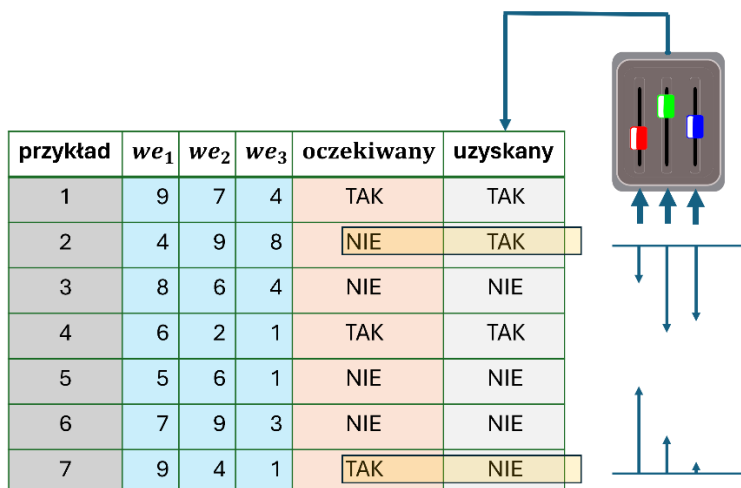 przykład we₁ we₂ we₃ oczekiwany uzyskany
1 9 7 4 TAK TAK
2 4 9 8 NIE TAK
3 8 6 4 NIE NIE
4 6 2 1 TAK TAK
5 5 6 1 NIE NIE
6 7 9 3 NIE NIE
7 9 4 1 TAK NIE